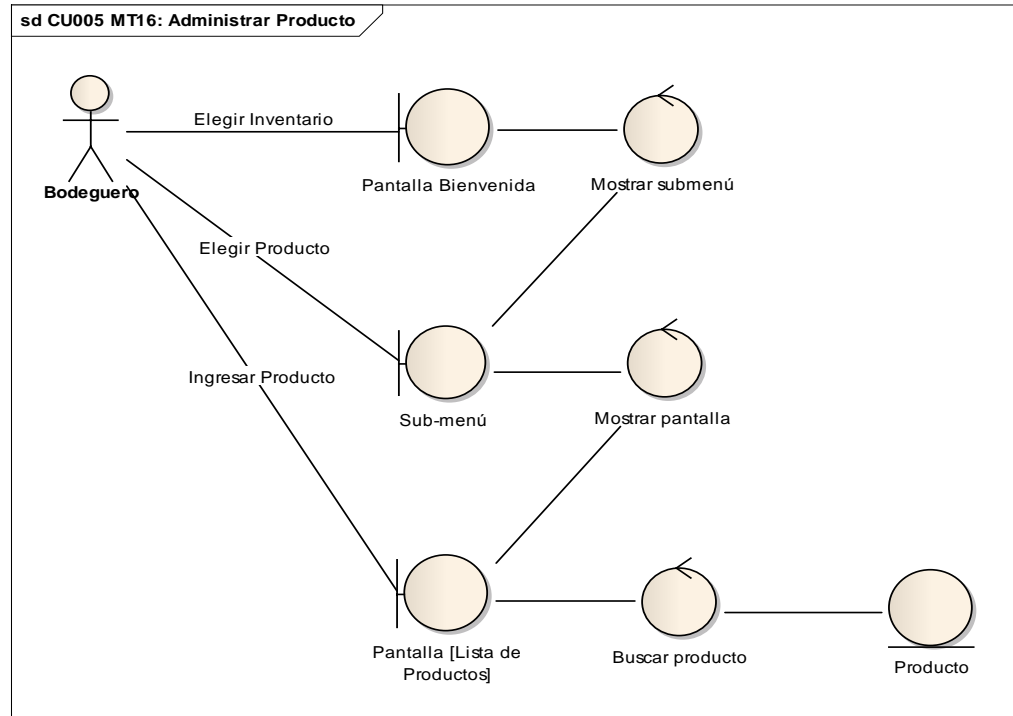 sd CU005 MT16: Administrar Producto
Elegir Inventario
Pantalla Bienvenida
Mostrar submenú
Bodeguero
Elegir Producto
Ingresar Producto
Sub-menú
Mostrar pantalla
Pantalla [Lista de
Productos]
Buscar producto
Producto